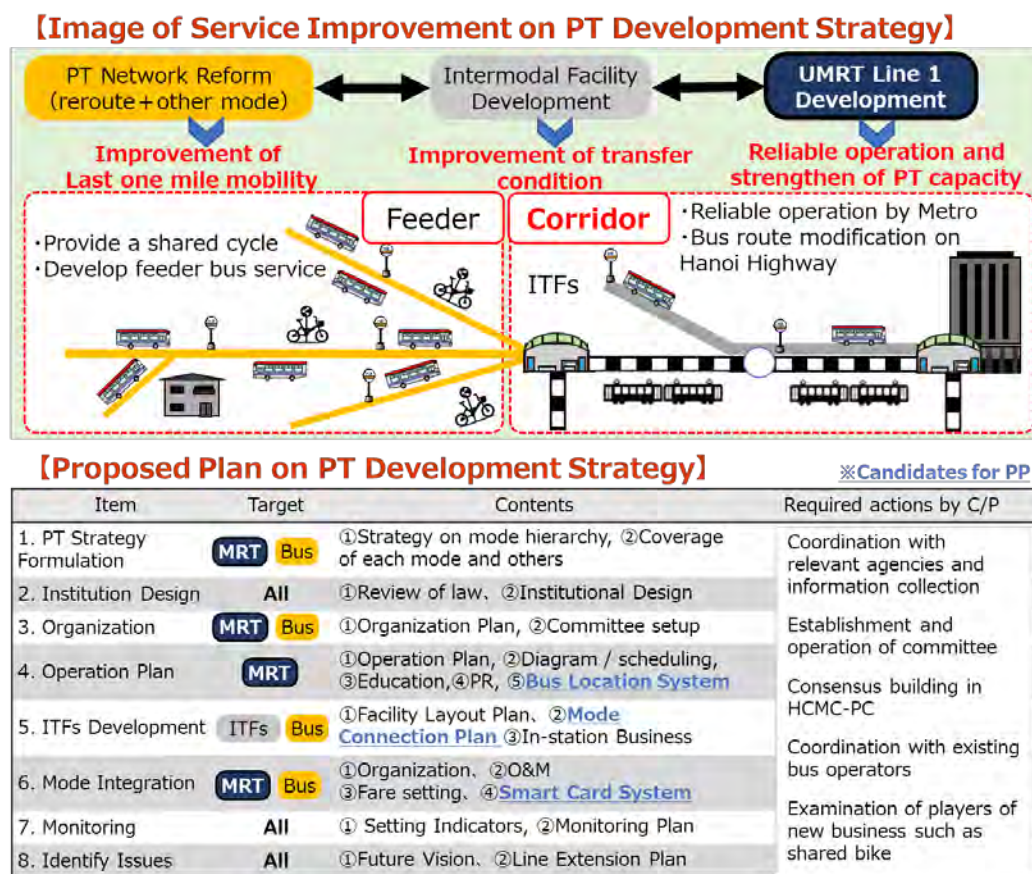 【Image of Service Improvement on PT Development Strategy】
PT Network Reform
(reroute+other mode)
Intermodal Facility
Development
UMRT Line 1
Development
Improvement of
Last one mile mobility
Improvement of transfer
condition
Reliable operation and
strengthen of PT capacity
Feeder
Corridor
・Provide a shared cycle
・Develop feeder bus service
・Reliable operation by Metro
・Bus route modification on
Hanoi Highway
ITFs
【Proposed Plan on PT Development Strategy】
※Candidates for PP
Item Target Contents Required actions by C/P
1. PT Strategy
Formulation
MRT Bus
①Strategy on mode hierarchy, ②Coverage
of each mode and others
2. Institution Design All ①Review of law、②Institutional Design
3. Organization MRT Bus ①Organization Plan, ②Committee setup
4. Operation Plan MRT
①Operation Plan, ②Diagram / scheduling,
③Education,④PR, ⑤Bus Location System
5. ITFs Development ITFs Bus
①Facility Layout Plan、②Mode
Connection Plan ③In-station Business
6. Mode Integration MRT Bus
①Organization、②O&M
③Fare setting、④Smart Card System
7. Monitoring All ① Setting Indicators, ②Monitoring Plan
8. Identify Issues All ①Future Vision、②Line Extension Plan
Coordination with
relevant agencies and
information collection
Establishment and
operation of committee
Consensus building in
HCMC-PC
Coordination with existing
bus operators
Examination of players of
new business such as
shared bike